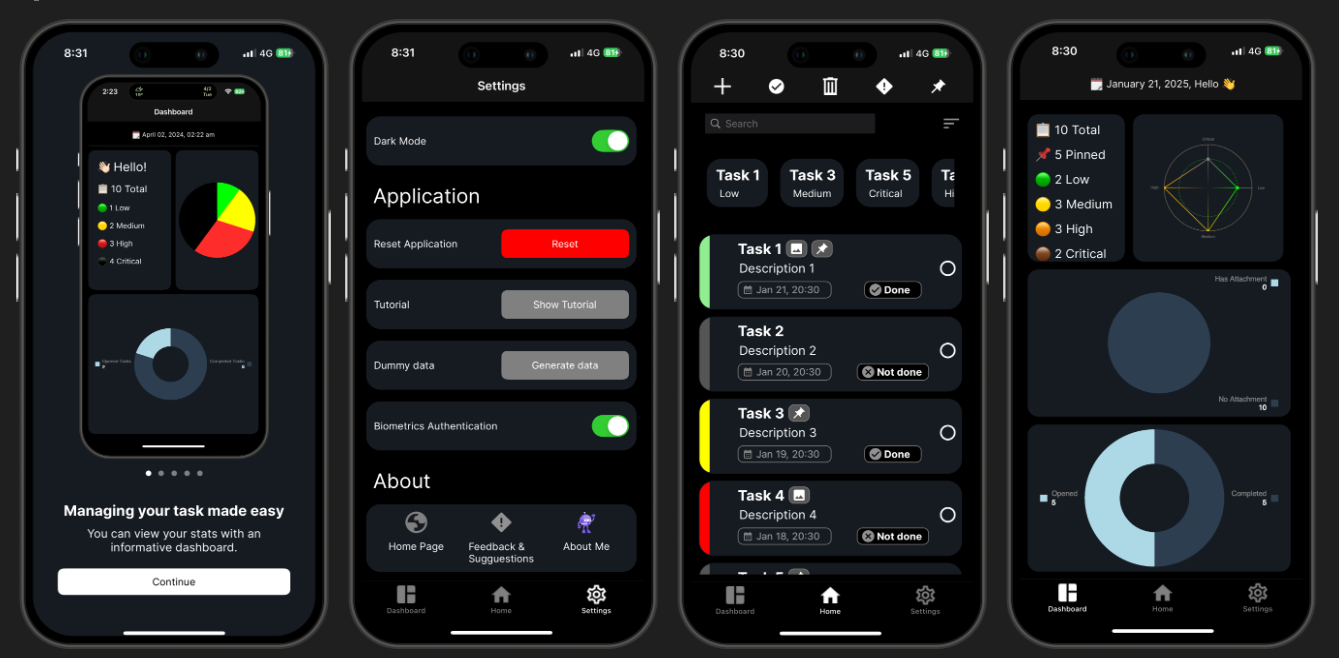 8:31
4G 81
2:23
4/2
Tue
Dashboard
April 02, 2024, 02:22 am
👋🏻 Hello!
📋 10 Total
1 Low
2 Medium
3 High
4 Critical
Opened Tasks
Completed Tasks
Managing your task made easy
You can view your stats with an
informative dashboard.
Continue
8:31
4G 81
Settings
Dark Mode
Application
Reset Application
Reset
Tutorial
Show Tutorial
Dummy data
Generate data
Biometrics Authentication
About
Home Page
Feedback &
Sugguestions
About Me
Dashboard
Home
Settings
8:30
4G 81
Search
Task 1
Low
Task 3
Medium
Task 5
Critical
Ta
Hi
Task 1
Description 1
Jan 21, 20:30
Done
Task 2
Description 2
Jan 20, 20:30
Not done
Task 3
Description 3
Jan 19, 20:30
Done
Task 4
Description 4
Jan 18, 20:30
Not done
Dashboard
Home
Settings
8:30
4G 81
January 21, 2025, Hello 👋
10 Total
5 Pinned
2 Low
3 Medium
3 High
2 Critical
Critical
High
Low
Medium
Has Attachment
0
No Attachment
10
Opened
5
Completed
5
Dashboard
Home
Settings